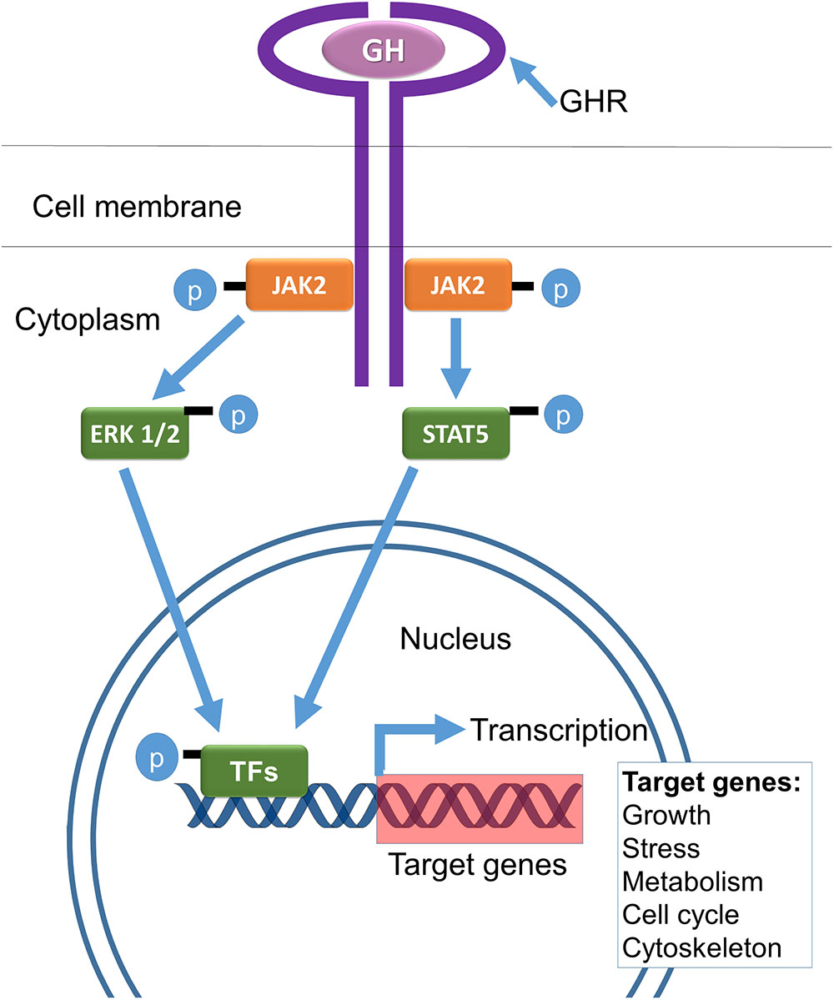 GH
GHR
Cell membrane
p
JAK2
JAK2
p
Cytoplasm
ERK 1/2
p
STAT5
p
Nucleus
Transcription
p
TFs
Target genes
Target genes:
Growth
Stress
Metabolism
Cell cycle
Cytoskeleton